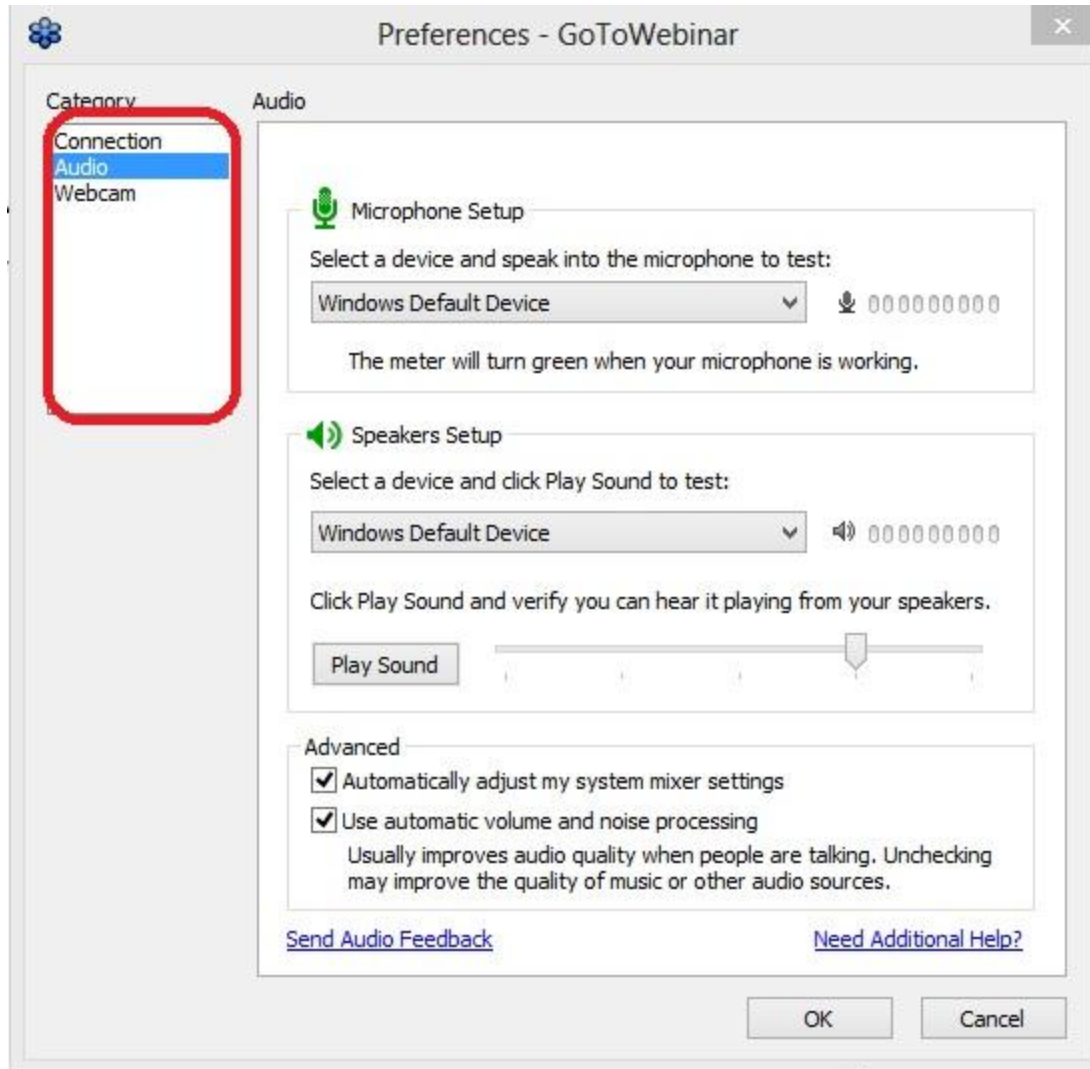 Preferences - GoToWebinar
Category
Audio
Connection
Audio
Webcam
Microphone Setup
Select a device and speak into the microphone to test:
Windows Default Device
The meter will turn green when your microphone is working.
Speakers Setup
Select a device and click Play Sound to test:
Windows Default Device
Click Play Sound and verify you can hear it playing from your speakers.
Play Sound
Advanced
Automatically adjust my system mixer settings
Use automatic volume and noise processing
Usually improves audio quality when people are talking. Unchecking
may improve the quality of music or other audio sources.
Send Audio Feedback
Need Additional Help?
OK
Cancel